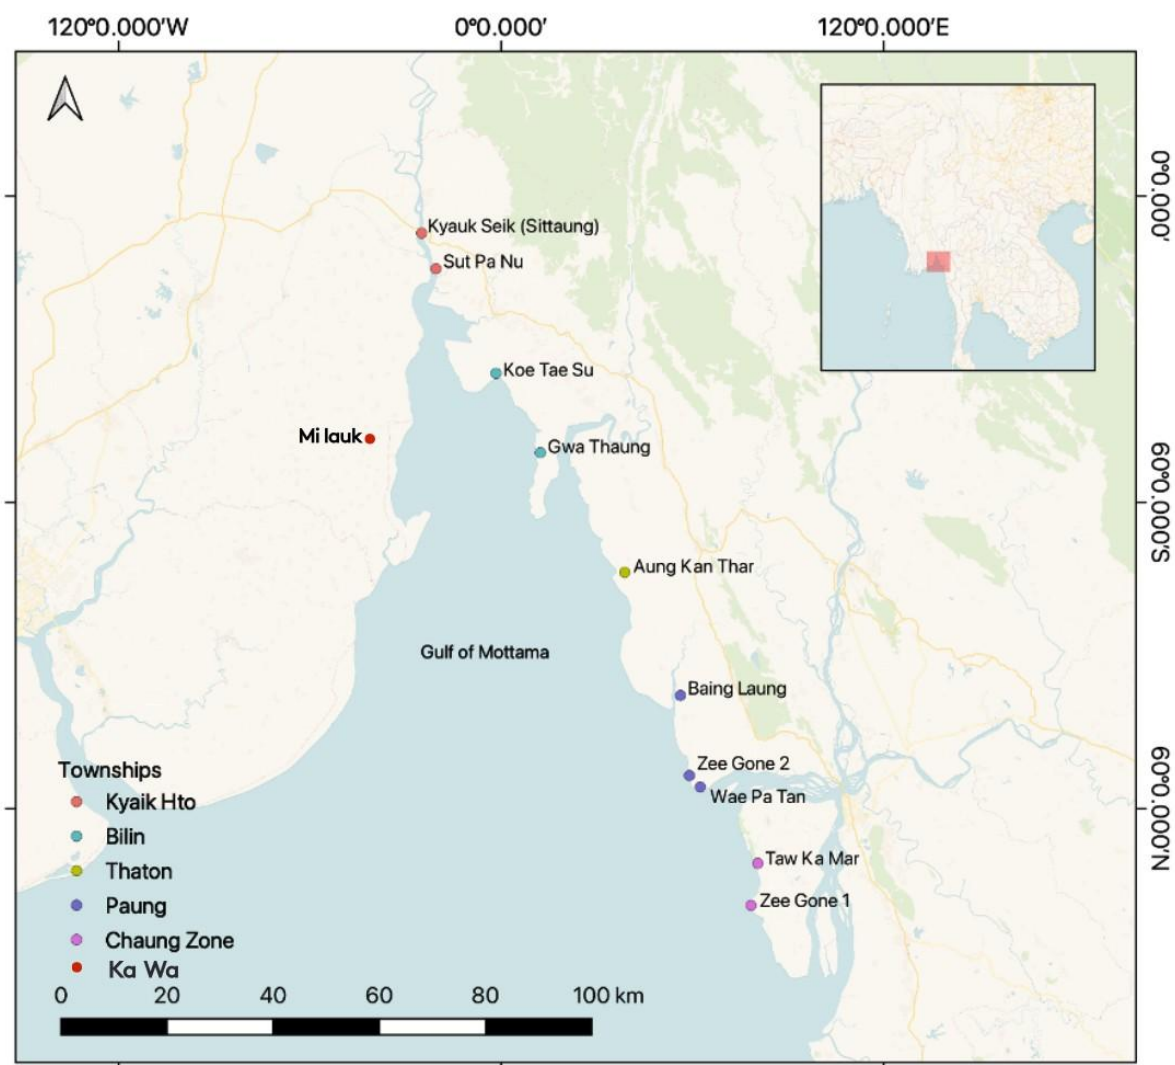 120°0.000′W
0°0.000′
120°0.000′E
0°0.000′
Kyauk Seik (Sittaung)
Sut Pa Nu
Koe Tae Su
Mi lauk
Gwa Thaung
60°0.000′S
Aung Kan Thar
Gulf of Mottama
Baing Laung
Zee Gone 2
Wae Pa Tan
60°0.000′N
Taw Ka Mar
Zee Gone 1
Townships
Kyaik Hto
Bilin
Thaton
Paung
Chaung Zone
Ka Wa
0 20 40 60 80 100 km